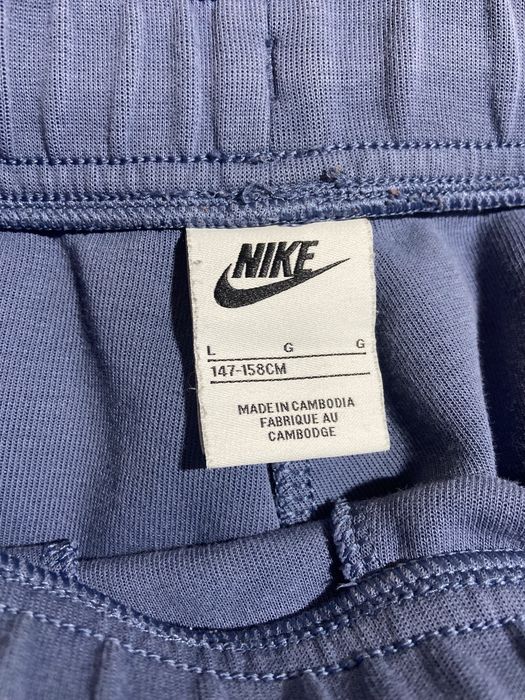 NIKE
L G G
147-158CM
MADE IN CAMBODIA
FABRIQUE AU
CAMBODGE